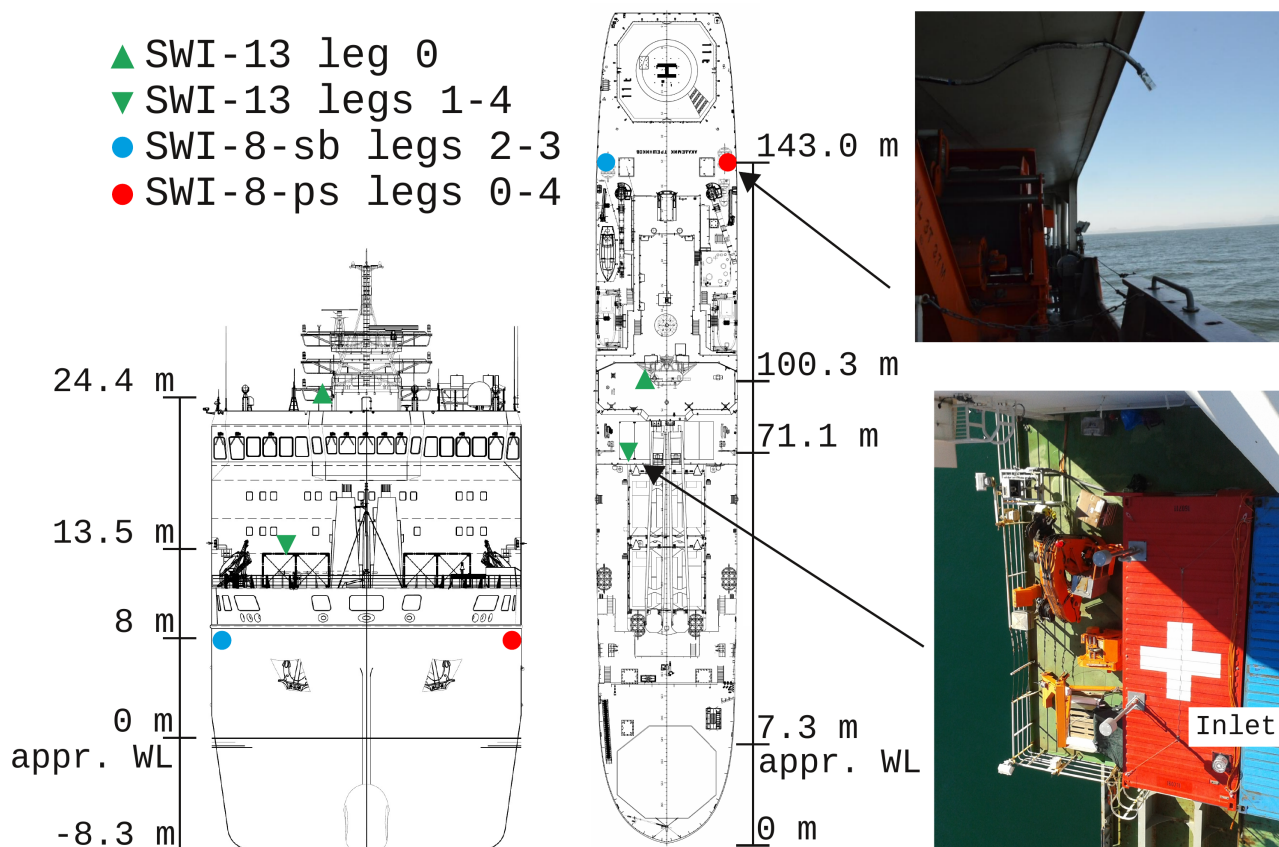 SWI-13 leg 0
SWI-13 legs 1-4
SWI-8-sb legs 2-3
SWI-8-ps legs 0-4
24.4 m
13.5 m
8 m
0 m
appr. WL
-8.3 m
H
143.0 m
100.3 m
71.1 m
7.3 m
appr. WL
0 m
Inlet